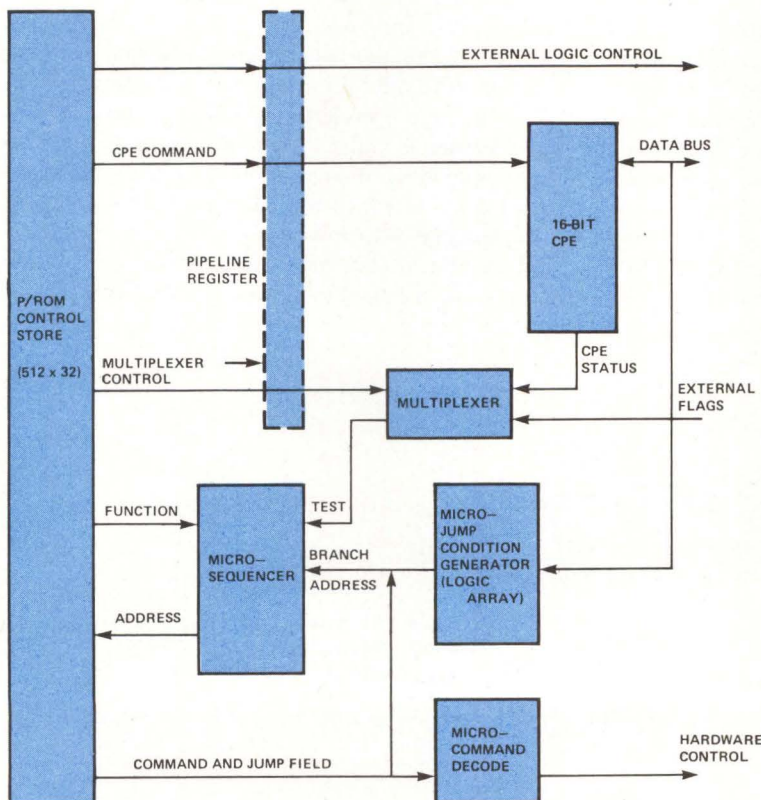 EXTERNAL LOGIC CONTROL
CPE COMMAND
DATA BUS
16-BIT
CPE
PIPELINE
REGISTER
P/ROM
CONTROL
STORE
(512 x 32)
MULTIPLEXER
CONTROL
CPE
STATUS
MULTIPLEXER
EXTERNAL
FLAGS
FUNCTION
TEST
MICRO–
SEQUENCER
BRANCH
ADDRESS
MICRO–
JUMP
CONDITION
GENERATOR
(LOGIC
ARRAY)
ADDRESS
COMMAND AND JUMP FIELD
MICRO–
COMMAND
DECODE
HARDWARE
CONTROL